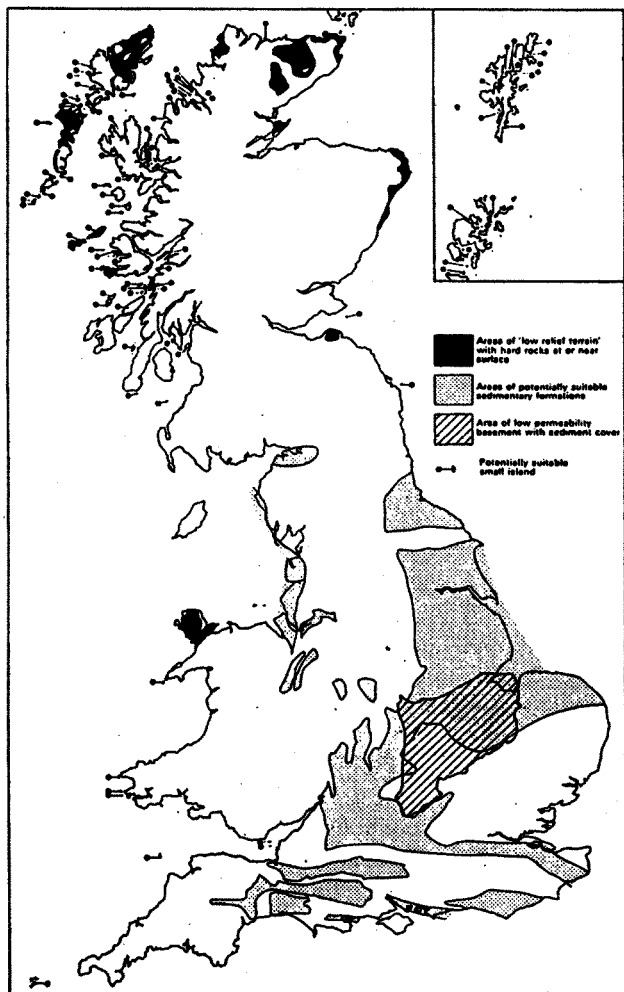 Areas of 'low relief terrain'
with hard rocks at or near
surface
Areas of potentially suitable
sedimentary formations
Area of low permeability
basement with sediment cover
Potentially suitable
small island